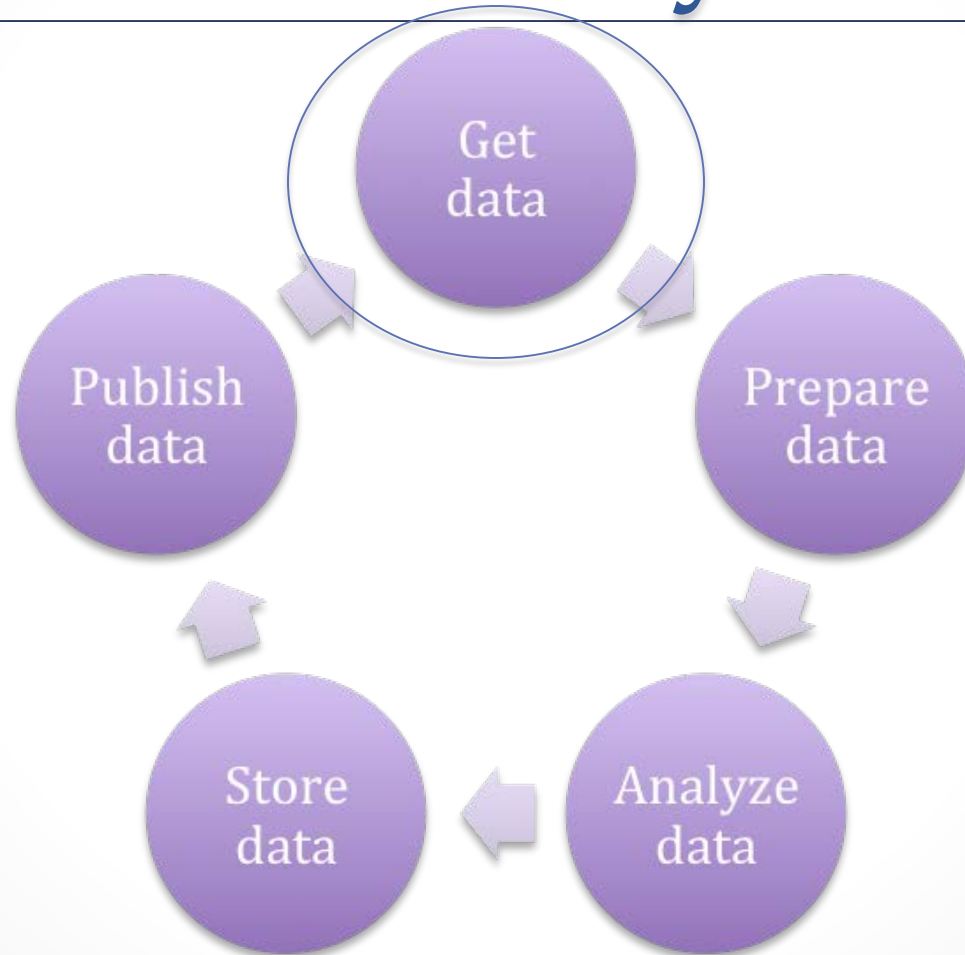 Get
data
Prepare
data
Analyze
data
Store
data
Publish
data